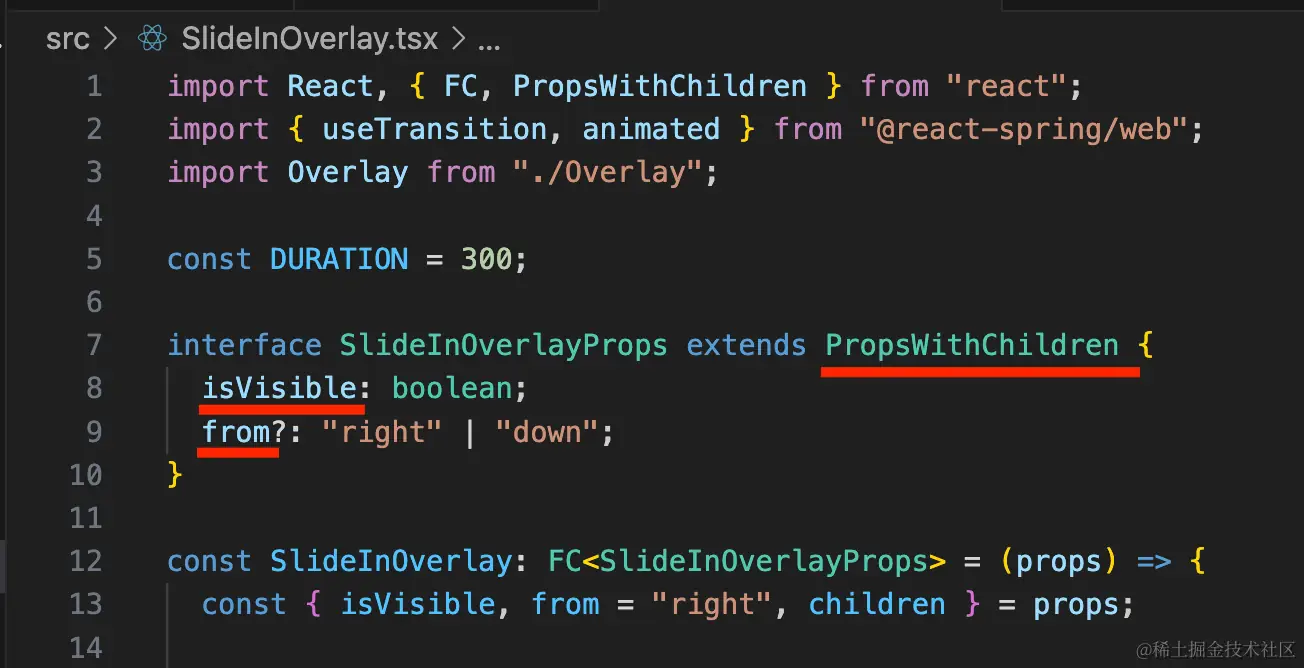 src > SlideInOverlay.tsx > ...
1 import React, { FC, PropsWithChildren } from "react";
2 import { useTransition, animated } from "@react-spring/web";
3 import Overlay from "./Overlay";
4
5 const DURATION = 300;
6
7 interface SlideInOverlayProps extends PropsWithChildren {
8   isVisible: boolean;
9   from?: "right" | "down";
10 }
11
12 const SlideInOverlay: FC<SlideInOverlayProps> = (props) => {
13   const { isVisible, from = "right", children } = props;
14
@稀土掘金技术社区